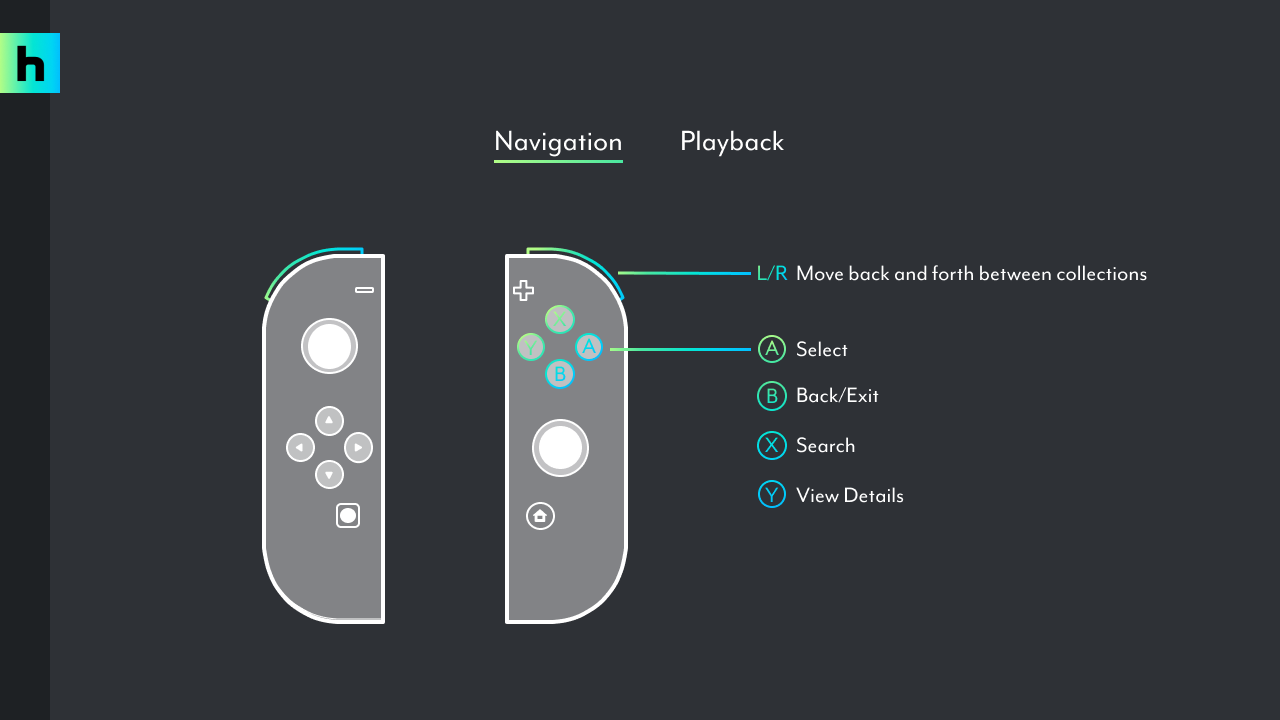 h
Navigation Playback
L/R Move back and forth between collections
X
Y A
B
A Select
B Back/Exit
X Search
Y View Details